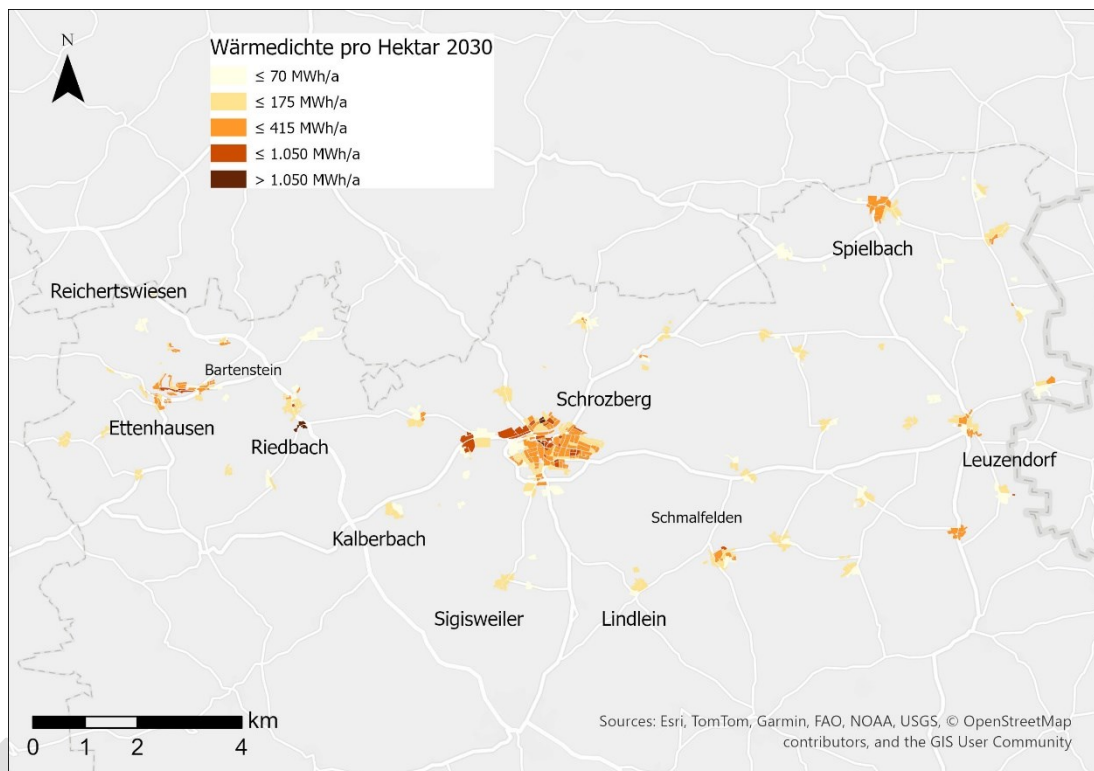 N
Wärmedichte pro Hektar 2030
≤ 70 MWh/a
≤ 175 MWh/a
≤ 415 MWh/a
≤ 1.050 MWh/a
> 1.050 MWh/a
Spielbach
Reichertswiesen
Bartenstein
Schrozberg
Ettenhausen
Riedbach
Leuzendorf
Schmalfelden
Kalberbach
Sigisweiler
Lindlein
km
0 1 2 4
Sources: Esri, TomTom, Garmin, FAO, NOAA, USGS, © OpenStreetMap
contributors, and the GIS User Community